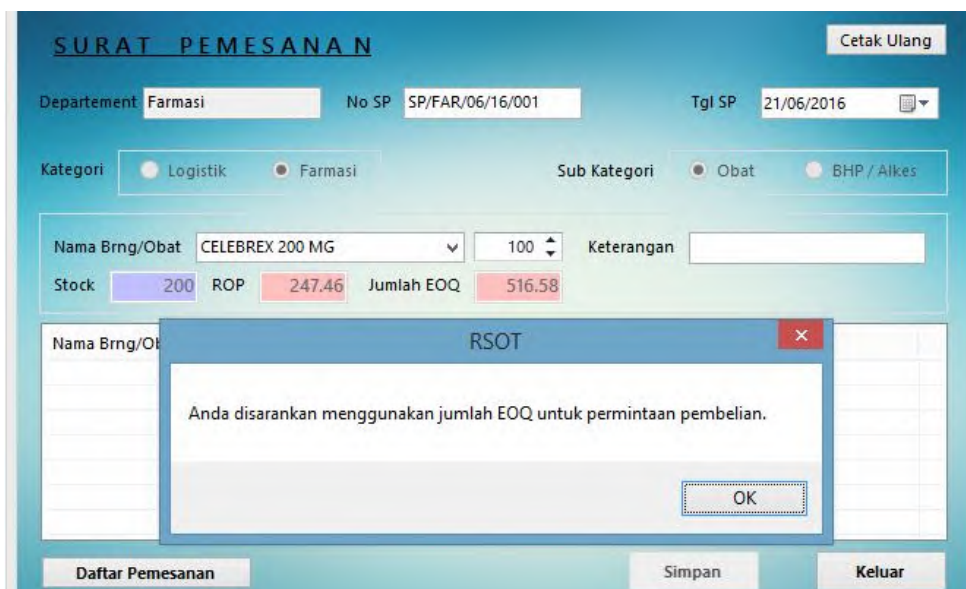 SURAT PEMESANAN
Cetak Ulang
Departement Farmasi No SP SP/FAR/06/16/001 Tgl SP 21/06/2016
Kategori Logistik Farmasi Sub Kategori Obat BHP / Alkes
Nama Brng/Obat CELEBREX 200 MG 100 Keterangan
Stock 200 ROP 247.46 Jumlah EOQ 516.58
Nama Brng/Ob
RSOT
Anda disarankan menggunakan jumlah EOQ untuk permintaan pembelian.
OK
Daftar Pemesanan Simpan Keluar